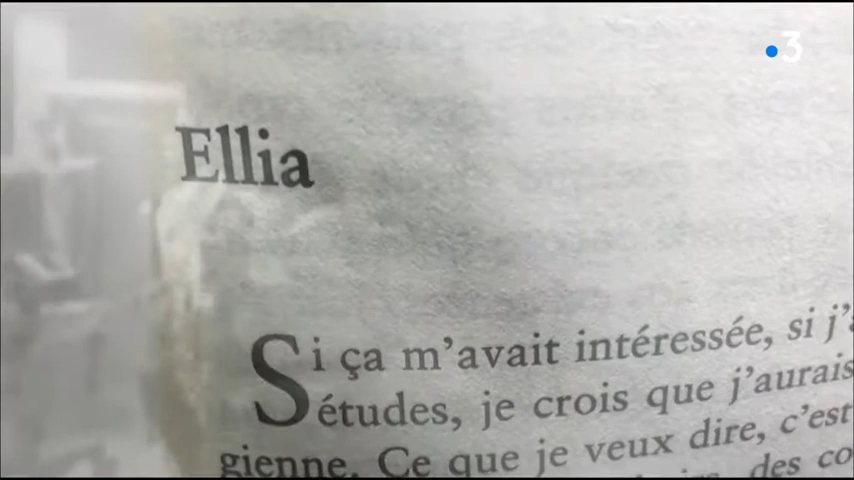 3
Ellia
Si ça m'avait intéressée, si j'a
études, je crois que j'aurais
gienne. Ce que je veux dire, c'est
des co